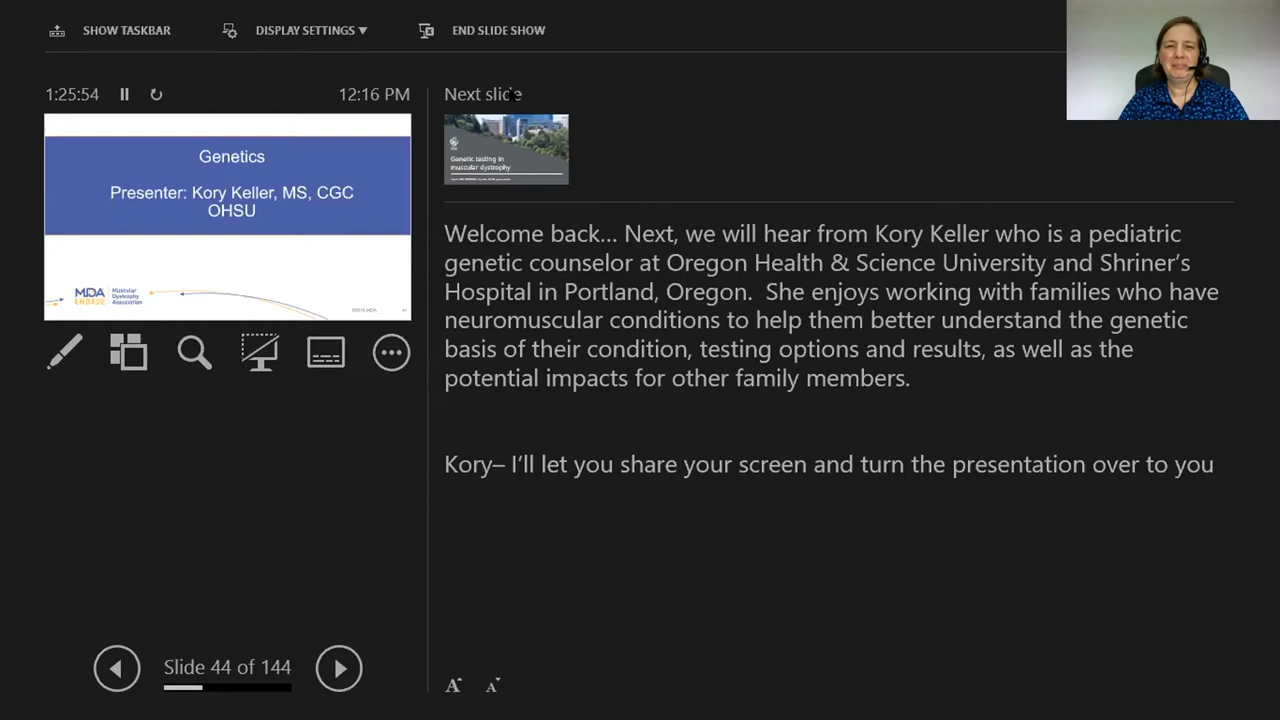 SHOW TASKBAR
DISPLAY SETTINGS ▼
END SLIDE SHOW
1:25:54
12:16 PM
Genetics
Presenter: Kory Keller, MS, CGC
OHSU
MDA
ENGAGE
Muscular
Dystrophy
Association
Next slide
Genetic testing in
muscular dystrophy
Welcome back... Next, we will hear from Kory Keller who is a pediatric
genetic counselor at Oregon Health & Science University and Shriner's
Hospital in Portland, Oregon.  She enjoys working with families who have
neuromuscular conditions to help them better understand the genetic
basis of their condition, testing options and results, as well as the
potential impacts for other family members.
Kory– I'll let you share your screen and turn the presentation over to you
Slide 44 of 144
A A